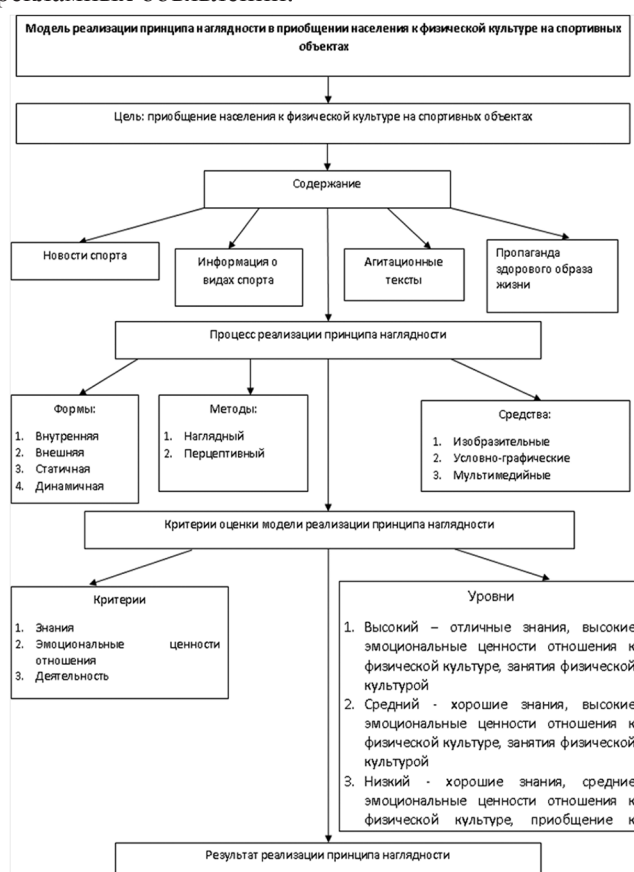 рекламных объявлений.
Модель реализации принципа наглядности в приобщении населения к физической культуре на спортивных
объектах
Цель: приобщение населения к физической культуре на спортивных объектах
Содержание
Новости спорта
Информация о
видах спорта
Агитационные
тексты
Пропаганда
здорового образа
жизни
Процесс реализации принципа наглядности
Формы:
1. Внутренняя
2. Внешняя
3. Статичная
4. Динамичная
Методы:
1. Наглядный
2. Перцептивный
Средства:
1. Изобразительные
2. Условно-графические
3. Мультимедийные
Критерии оценки модели реализации принципа наглядности
Критерии
1. Знания
2. Эмоциональные ценности
отношения
3. Деятельность
Уровни
1. Высокий – отличные знания, высокие
эмоциональные ценности отношения к
физической культуре, занятия физической
культурой
2. Средний - хорошие знания, высокие
эмоциональные ценности отношения к
физической культуре, занятия физической
культурой
3. Низкий - хорошие знания, средние
эмоциональные ценности отношения к
физической культуре, приобщение к
Результат реализации принципа наглядности